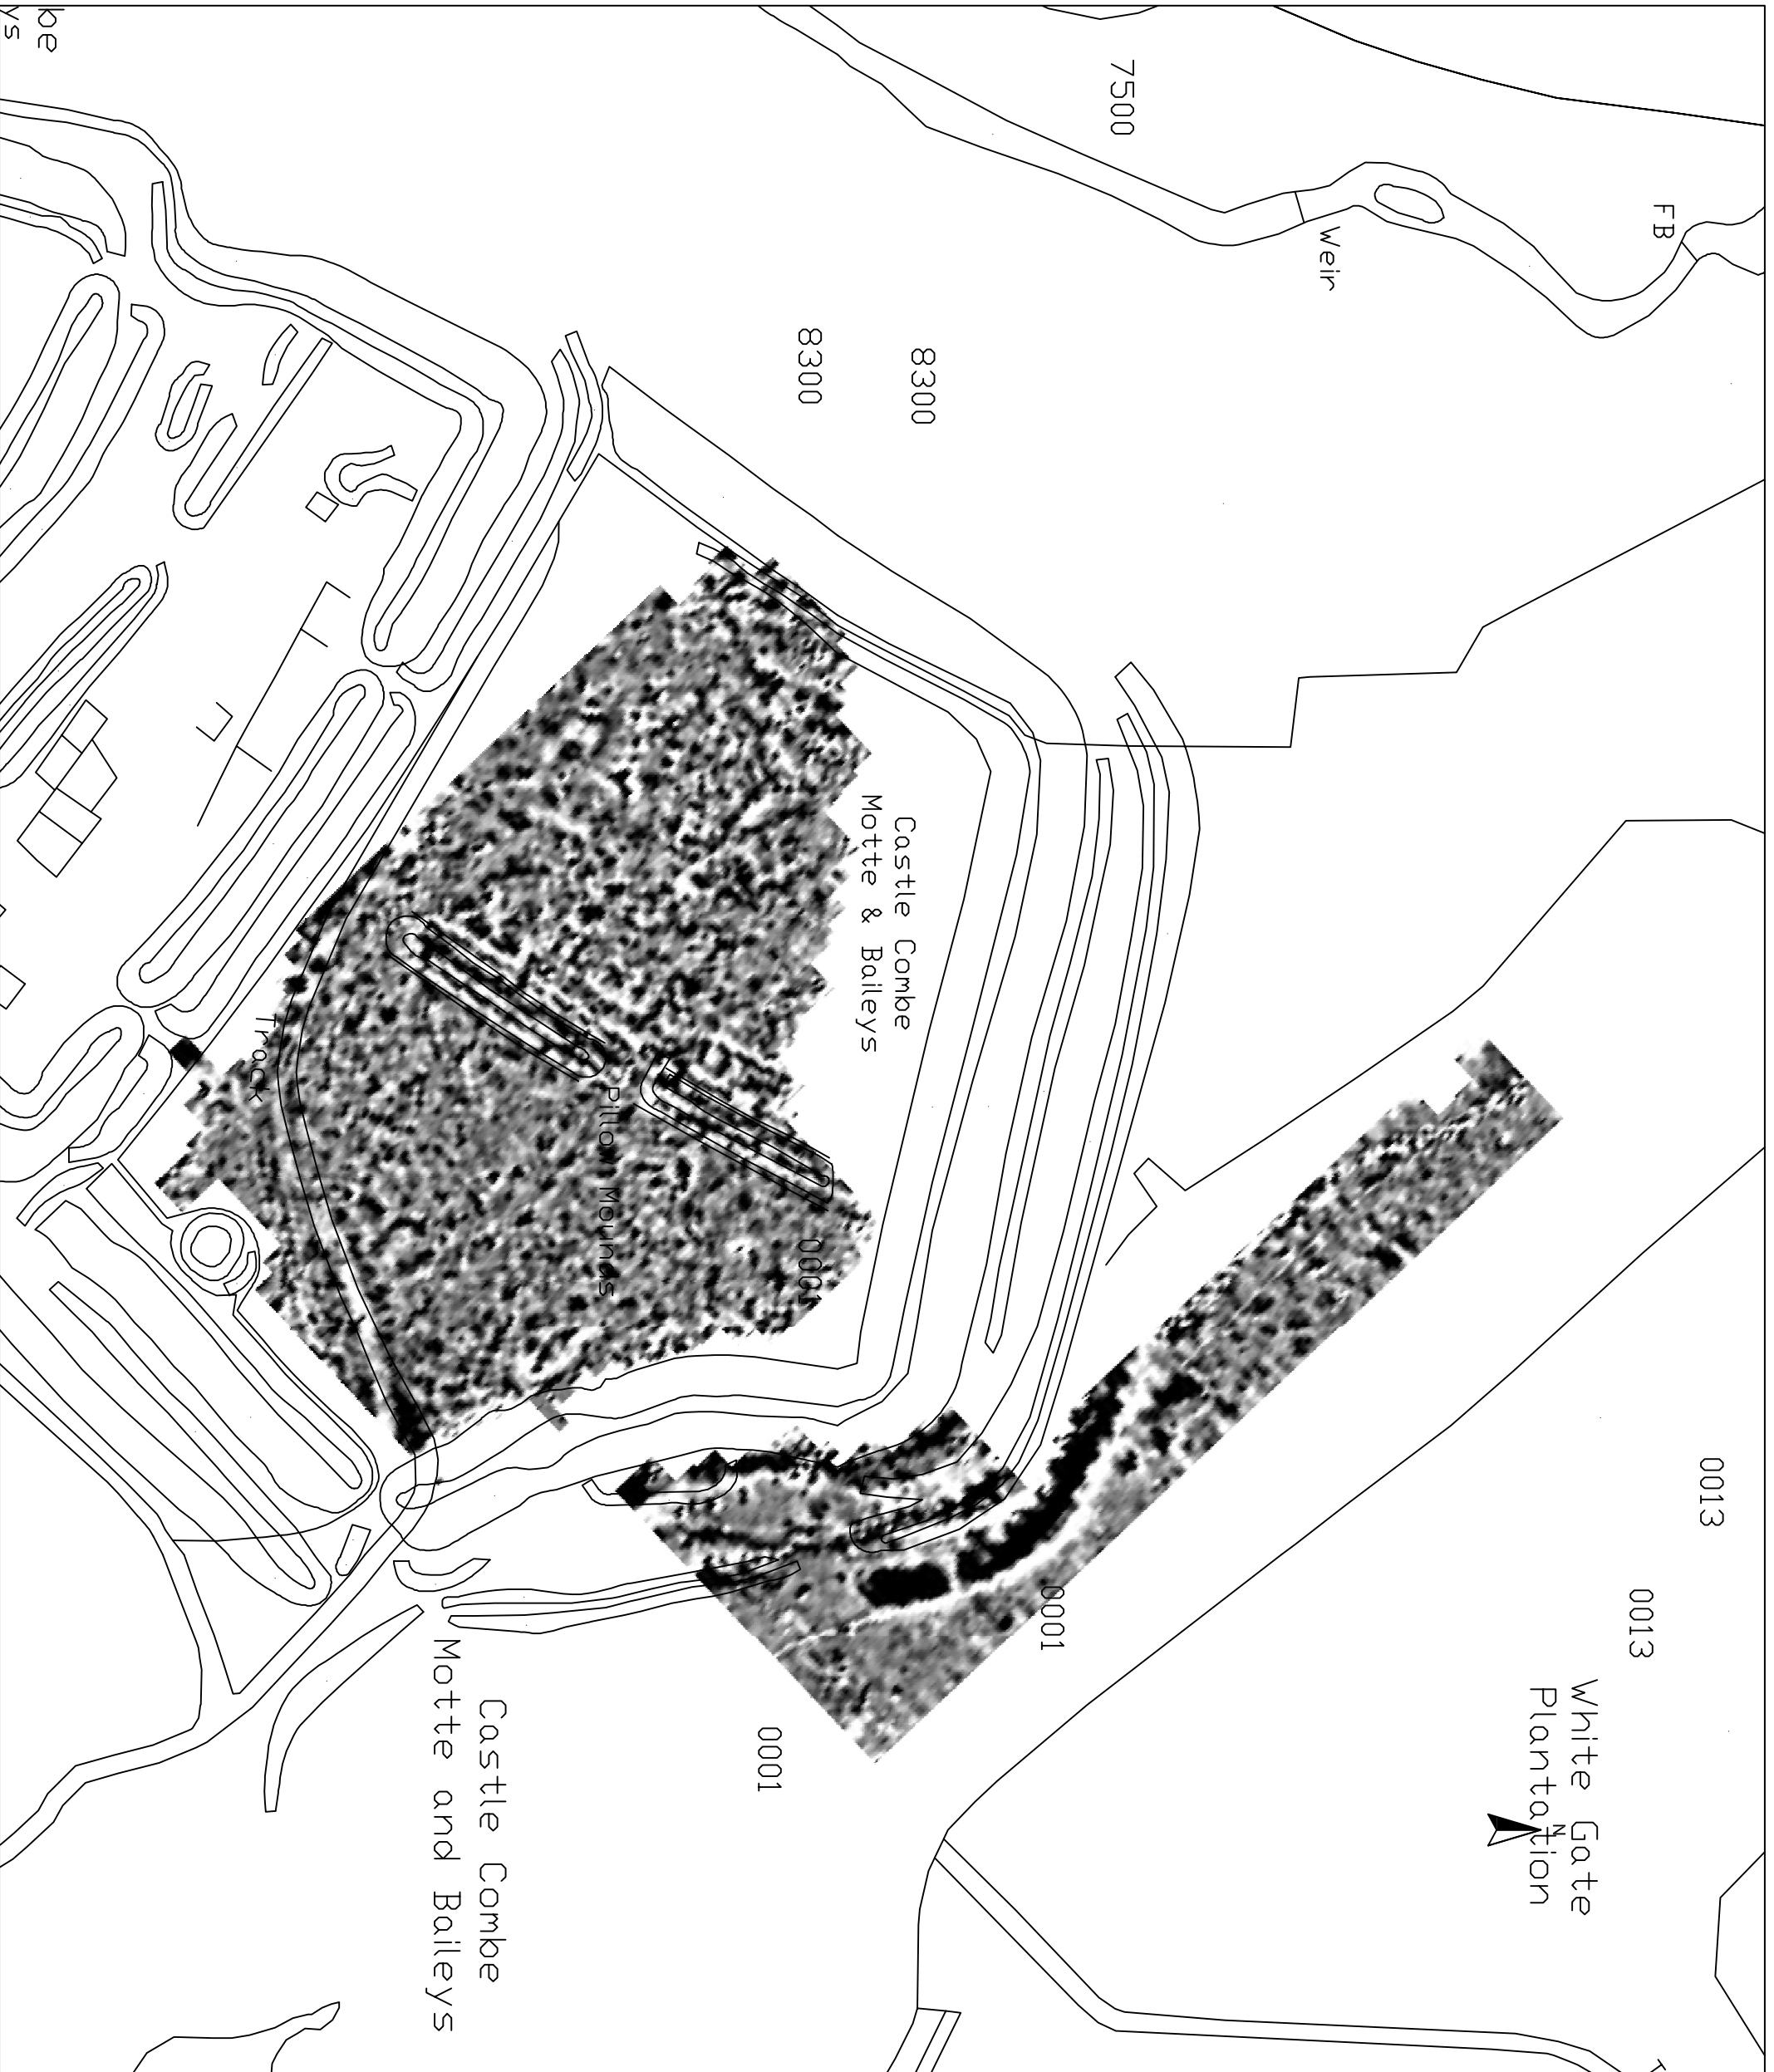 FB
7500
Weir
8300
8300
Castle Combe
Motte & Baileys
Track
Pillow Mounds
0001
0001
0001
0013
0013
White Gate
Plantation
N
Castle Combe
Motte and Baileys